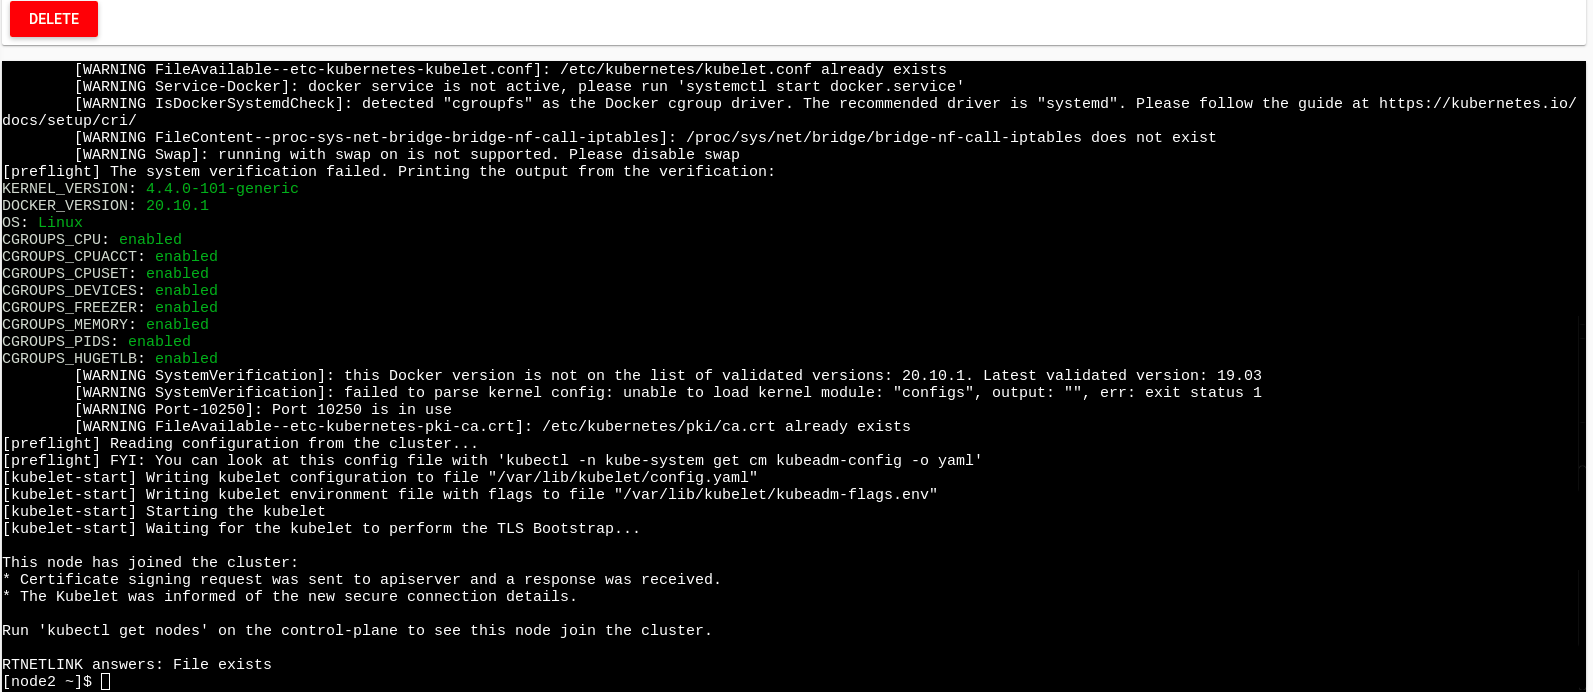 DELETE
[WARNING FileAvailable--etc-kubernetes-kubelet.conf]: /etc/kubernetes/kubelet.conf already exists
[WARNING Service-Docker]: docker service is not active, please run 'systemctl start docker.service'
[WARNING IsDockerSystemdCheck]: detected "cgroupfs" as the Docker cgroup driver. The recommended driver is "systemd". Please follow the guide at https://kubernetes.io/
docs/setup/cri/
[WARNING FileContent--proc-sys-net-bridge-bridge-nf-call-iptables]: /proc/sys/net/bridge/bridge-nf-call-iptables does not exist
[WARNING Swap]: running with swap on is not supported. Please disable swap
[preflight] The system verification failed. Printing the output from the verification:
KERNEL_VERSION: 4.4.0-101-generic
DOCKER_VERSION: 20.10.1
OS: Linux
CGROUPS_CPU: enabled
CGROUPS_CPUACCT: enabled
CGROUPS_CPUSET: enabled
CGROUPS_DEVICES: enabled
CGROUPS_FREEZER: enabled
CGROUPS_MEMORY: enabled
CGROUPS_PIDS: enabled
CGROUPS_HUGETLB: enabled
[WARNING SystemVerification]: this Docker version is not on the list of validated versions: 20.10.1. Latest validated version: 19.03
[WARNING SystemVerification]: failed to parse kernel config: unable to load kernel module: "configs", output: "", err: exit status 1
[WARNING Port-10250]: Port 10250 is in use
[WARNING FileAvailable--etc-kubernetes-pki-ca.crt]: /etc/kubernetes/pki/ca.crt already exists
[preflight] Reading configuration from the cluster...
[preflight] FYI: You can look at this config file with 'kubectl -n kube-system get cm kubeadm-config -o yaml'
[kubelet-start] Writing kubelet configuration to file "/var/lib/kubelet/config.yaml"
[kubelet-start] Writing kubelet environment file with flags to file "/var/lib/kubelet/kubeadm-flags.env"
[kubelet-start] Starting the kubelet
[kubelet-start] Waiting for the kubelet to perform the TLS Bootstrap...
This node has joined the cluster:
* Certificate signing request was sent to apiserver and a response was received.
* The Kubelet was informed of the new secure connection details.
Run 'kubectl get nodes' on the control-plane to see this node join the cluster.
RTNETLINK answers: File exists
[node2 ~]$